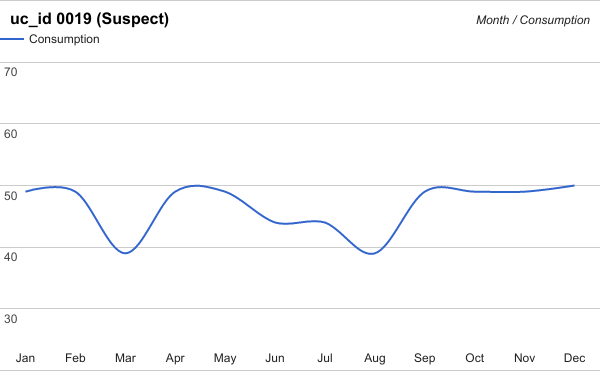 uc_id 0019 (Suspect)
Month / Consumption
Consumption
70
60
50
40
30
Jan Feb Mar Apr May Jun Jul Aug Sep Oct Nov Dec